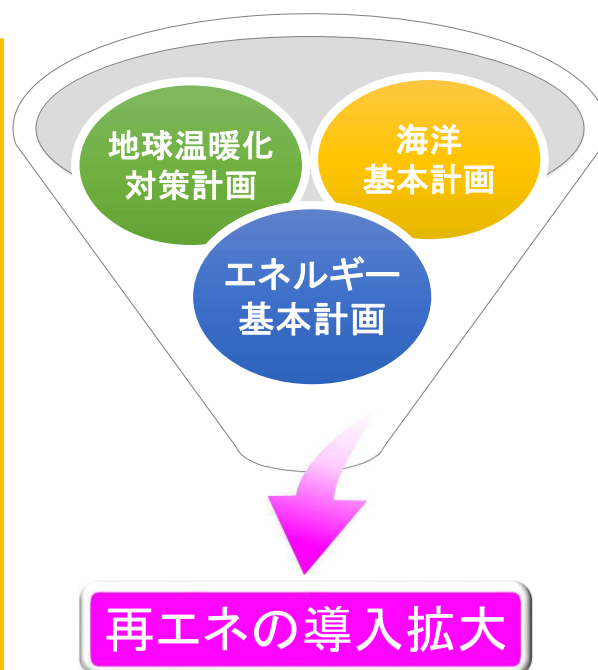 地球温暖化
対策計画
海洋
基本計画
エネルギー
基本計画
再エネの導入拡大